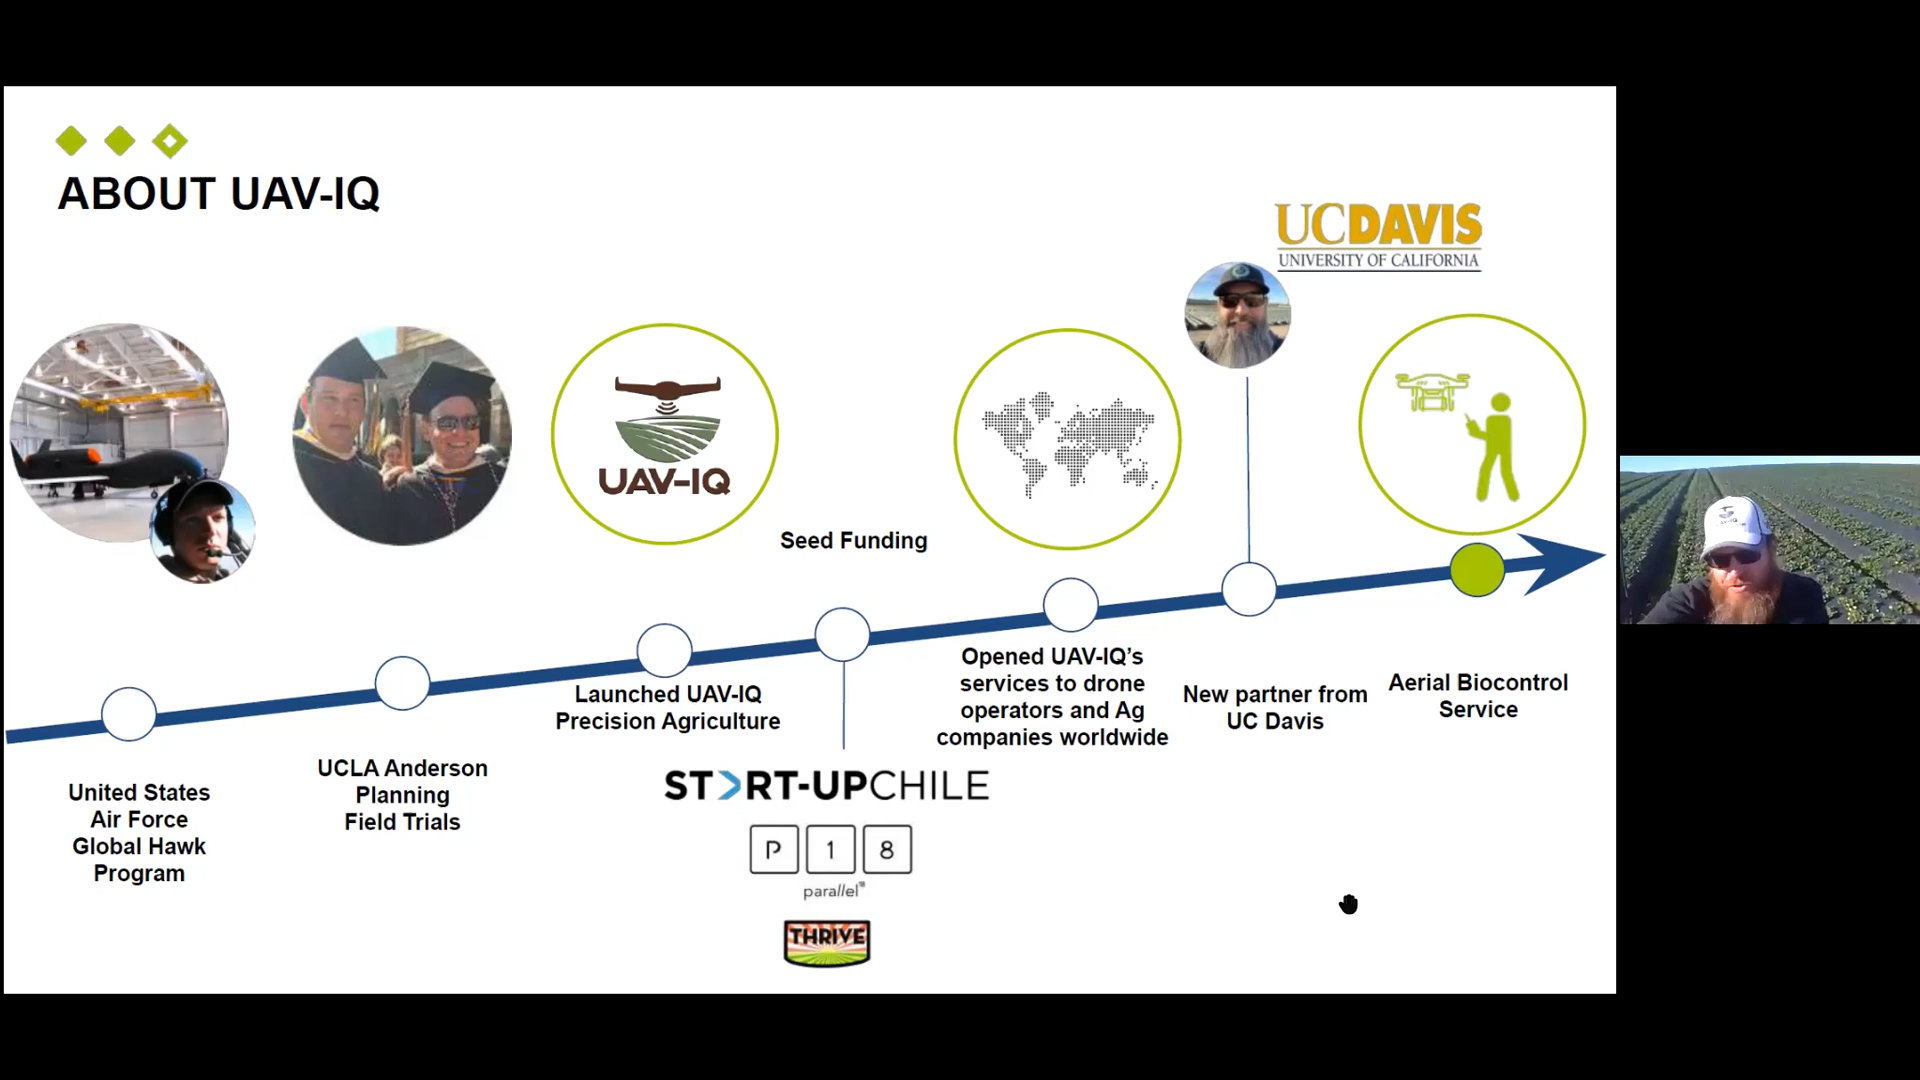 ABOUT UAV-IQ
UCDAVIS
UNIVERSITY OF CALIFORNIA
UAV-IQ
Seed Funding
United States
Air Force
Global Hawk
Program
UCLA Anderson
Planning
Field Trials
Launched UAV-IQ
Precision Agriculture
START-UPCHILE
P 1 8
parallel
THRIVE
Opened UAV-IQ's
services to drone
operators and Ag
companies worldwide
New partner from
UC Davis
Aerial Biocontrol
Service